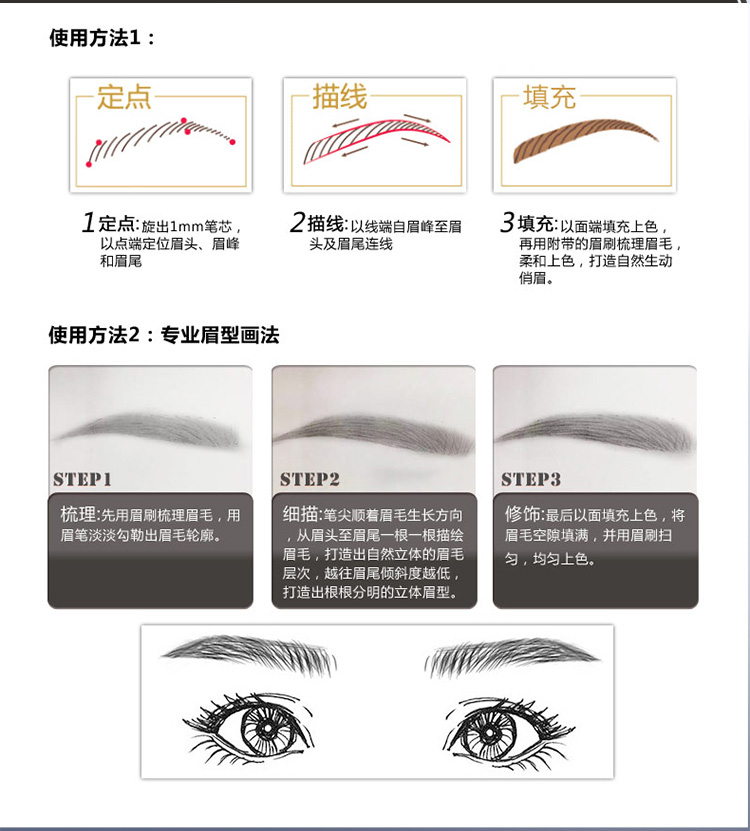 使用方法1：
定点
描线
填充
1定点:旋出1mm笔芯，
以点端定位眉头、眉峰
和眉尾
2描线:以线端自眉峰至眉
头及眉尾连线
3填充:以面端填充上色，
再用附带的眉刷梳理眉毛，
柔和上色，打造自然生动
俏眉。
使用方法2：专业眉型画法
STEP1
STEP2
STEP3
梳理:先用眉刷梳理眉毛，用
眉笔淡淡勾勒出眉毛轮廓。
细描:笔尖顺着眉毛生长方向
，从眉头至眉尾一根一根描绘
眉毛，打造出自然立体的眉毛
层次，越往眉尾倾斜度越低，
打造出根根分明的立体眉型。
修饰:最后以面填充上色，将
眉毛空隙填满，并用眉刷扫
匀，均匀上色。